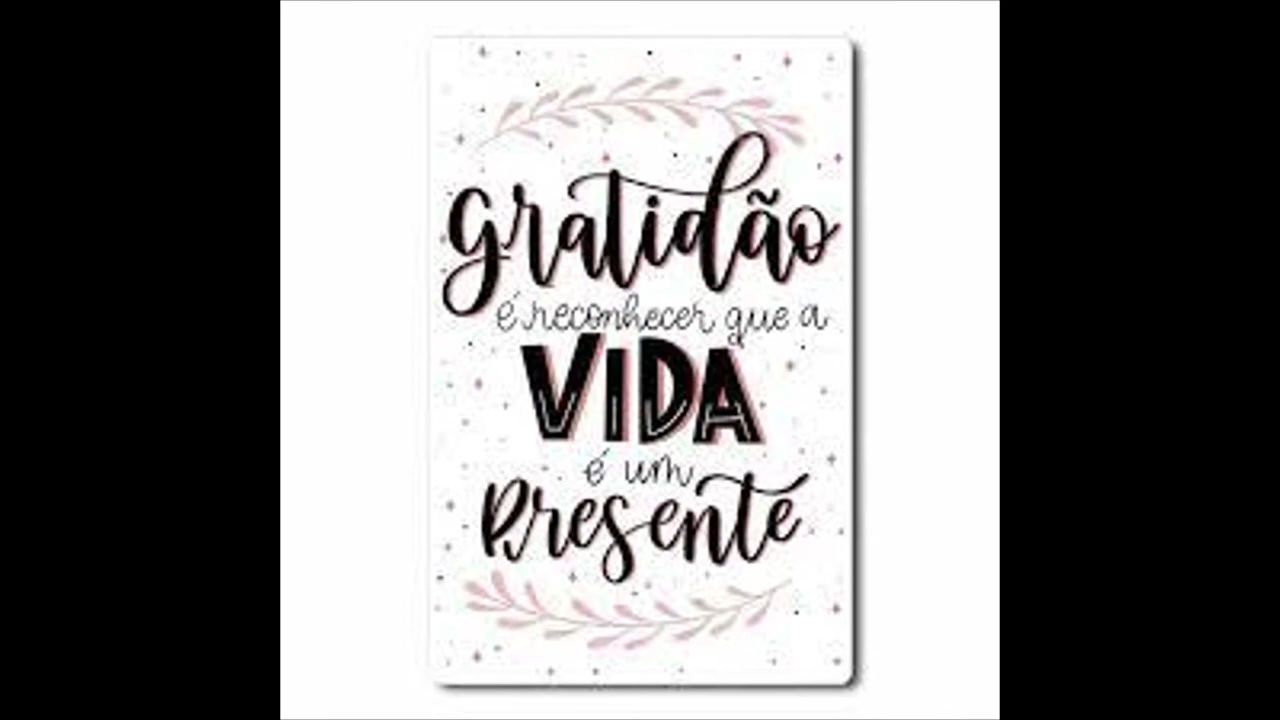 Gratidão
é reconhecer que a
VIDA
é um
Presente